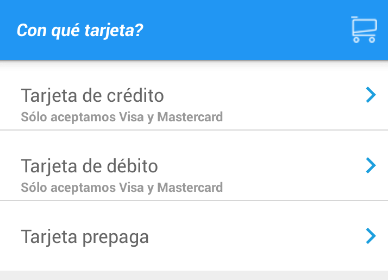 Con qué tarjeta?
Tarjeta de crédito
Sólo aceptamos Visa y Mastercard
Tarjeta de débito
Sólo aceptamos Visa y Mastercard
Tarjeta prepaga